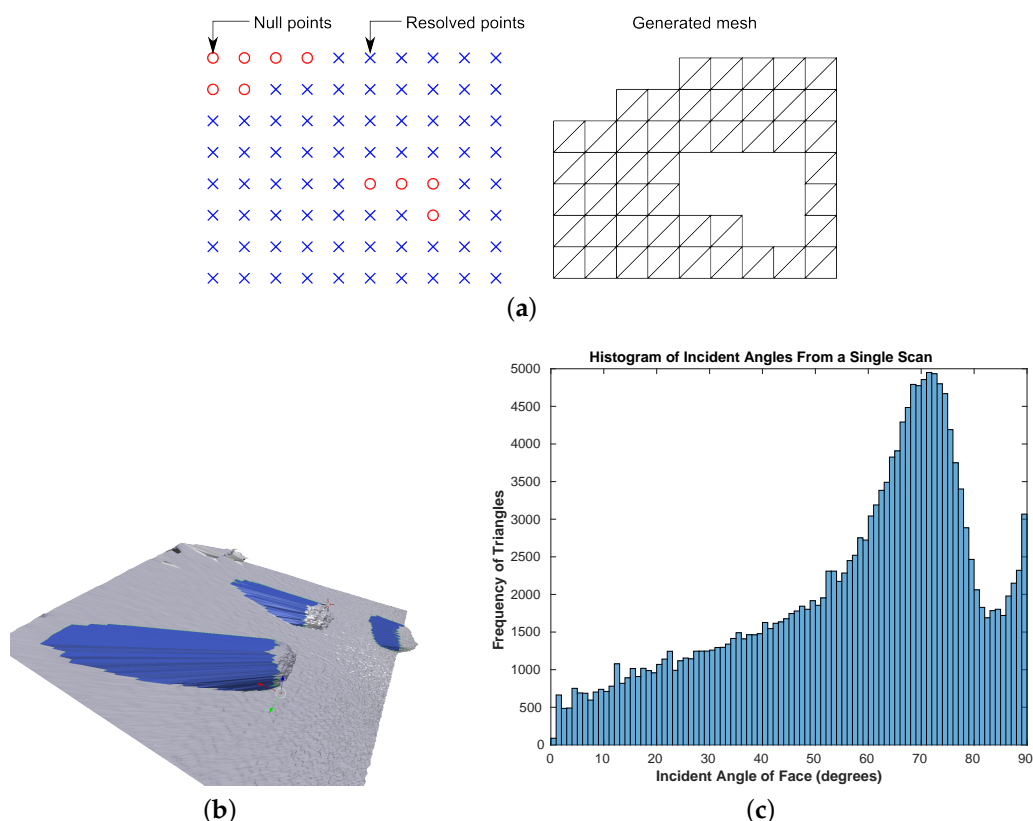 Null points
Resolved points
Generated mesh
(a)
Histogram of Incident Angles From a Single Scan
Frequency of Triangles
5000
4500
4000
3500
3000
2500
2000
1500
1000
500
0
0 10 20 30 40 50 60 70 80 90
Incident Angle of Face (degrees)
(b)
(c)